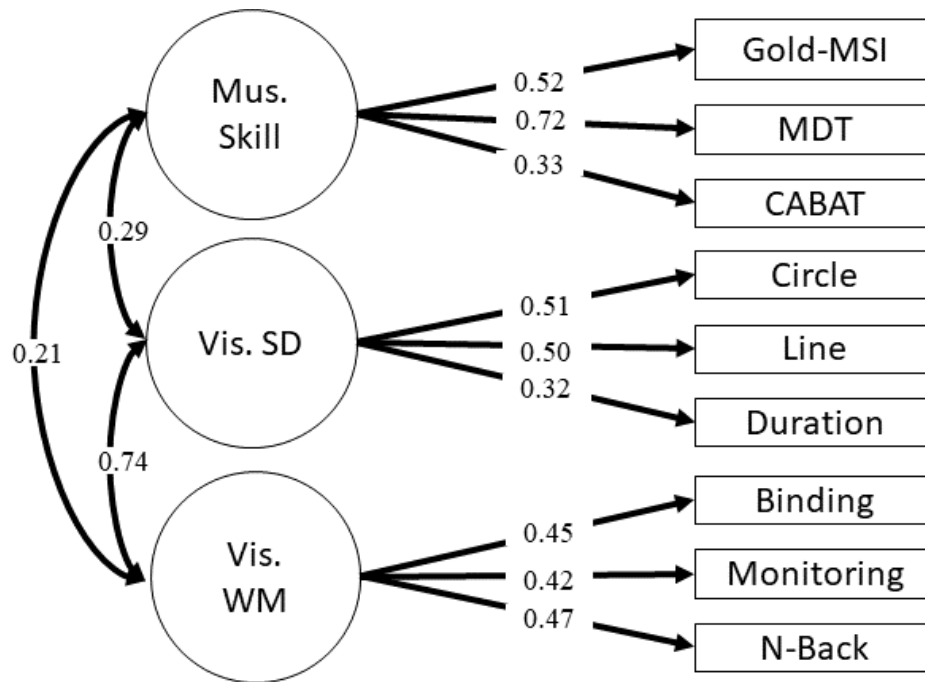 Mus.
Skill
0.52
0.72
0.33
Gold-MSI
MDT
CABAT
0.29
Vis. SD
0.51
0.50
0.32
Circle
Line
Duration
0.21
0.74
Vis.
WM
0.45
0.42
0.47
Binding
Monitoring
N-Back